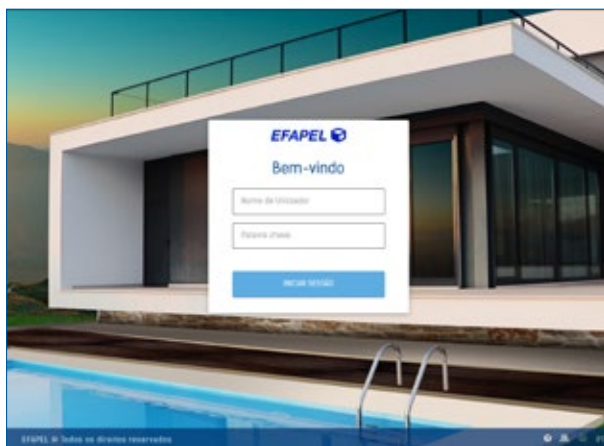 EFAPEL
Bem-vindo
Nome de Utilizador
Palavra chave
INICIAR SESSÃO
EFAPEL © Todos os direitos reservados